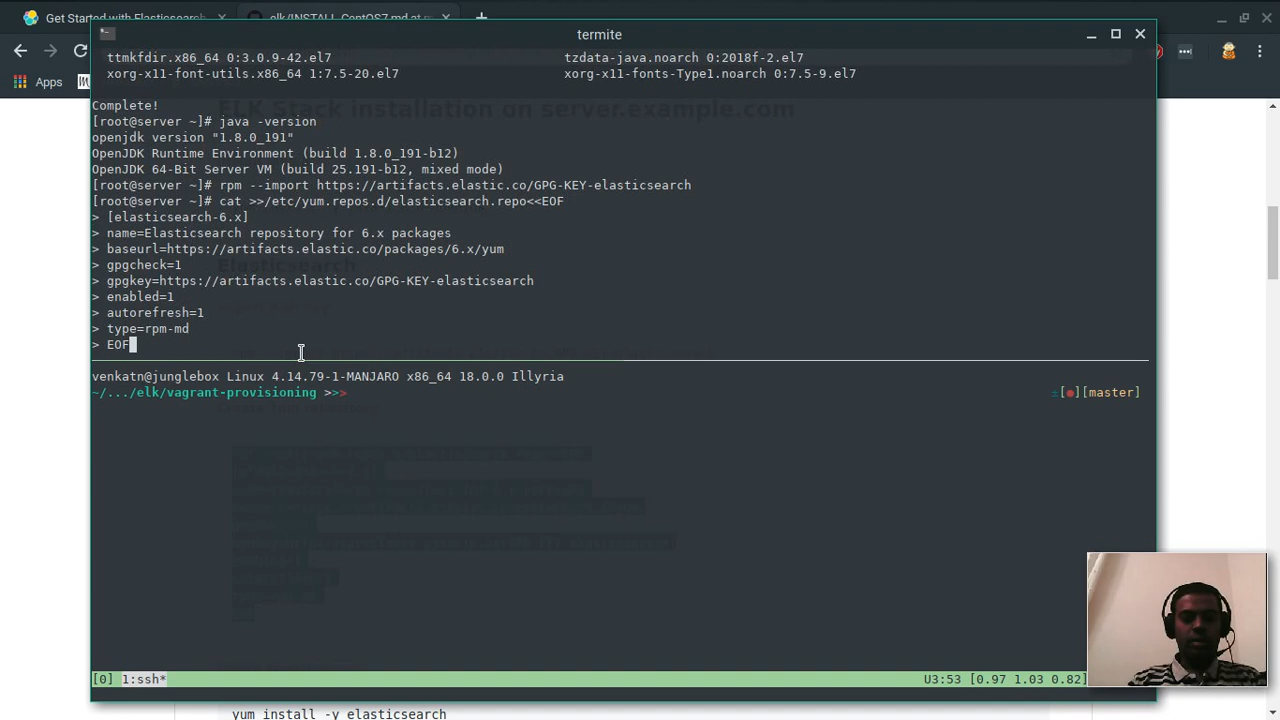 Get Started with Elasticsearch
elk/INSTALL_CentOS7.md at m
Apps
termite
ttmkfdir.x86_64 0:3.0.9-42.el7 tzdata-java.noarch 0:2018f-2.el7
xorg-x11-font-utils.x86_64 1:7.5-20.el7 xorg-x11-fonts-Type1.noarch 0:7.5-9.el7
Complete!
ELK Stack installation on server.example.com
[root@server ~]# java -version
openjdk version "1.8.0_191"
OpenJDK Runtime Environment (build 1.8.0_191-b12)
OpenJDK 64-Bit Server VM (build 25.191-b12, mixed mode)
[root@server ~]# rpm --import https://artifacts.elastic.co/GPG-KEY-elasticsearch
[root@server ~]# cat >>/etc/yum.repos.d/elasticsearch.repo<<EOF
> [elasticsearch-6.x]
> name=Elasticsearch repository for 6.x packages
> baseurl=https://artifacts.elastic.co/packages/6.x/yum
> gpgcheck=1
Elasticsearch
> gpgkey=https://artifacts.elastic.co/GPG-KEY-elasticsearch
> enabled=1
> autorefresh=1
> type=rpm-md
> EOF
venkatn@junglebox Linux 4.14.79-1-MANJARO x86_64 18.0.0 Illyria
~/.../elk/vagrant-provisioning >>> ±[●][master]
[0] 1:ssh* U3:53 [0.97 1.03 0.82]
yum install -y elasticsearch